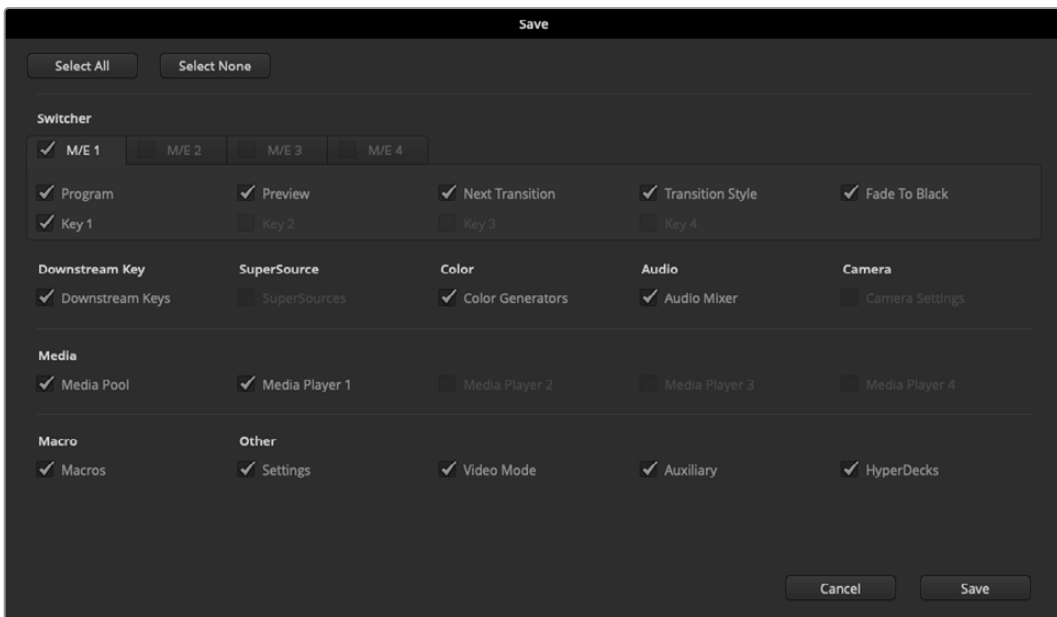 Save
Select All Select None
Switcher
M/E 1 M/E 2 M/E 3 M/E 4
Program Preview Next Transition Transition Style Fade To Black
Key 1 Key 2 Key 3 Key 4
Downstream Key SuperSource Color Audio Camera
Downstream Keys SuperSources Color Generators Audio Mixer Camera Settings
Media
Media Pool Media Player 1 Media Player 2 Media Player 3 Media Player 4
Macro Other
Macros Settings Video Mode Auxiliary HyperDecks
Cancel Save